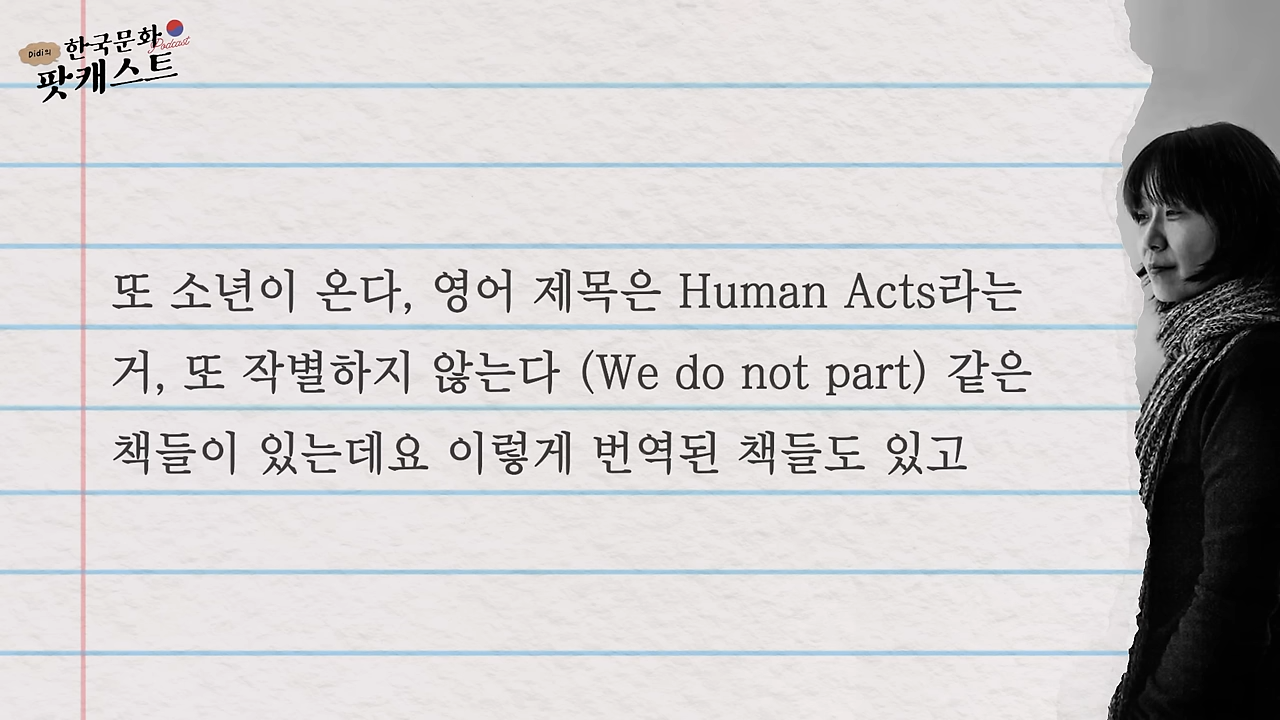 Didi의
한국문화
Podcast
팟캐스트
또 소년이 온다, 영어 제목은 Human Acts라는
거, 또 작별하지 않는다 (We do not part) 같은
책들이 있는데요 이렇게 번역된 책들도 있고